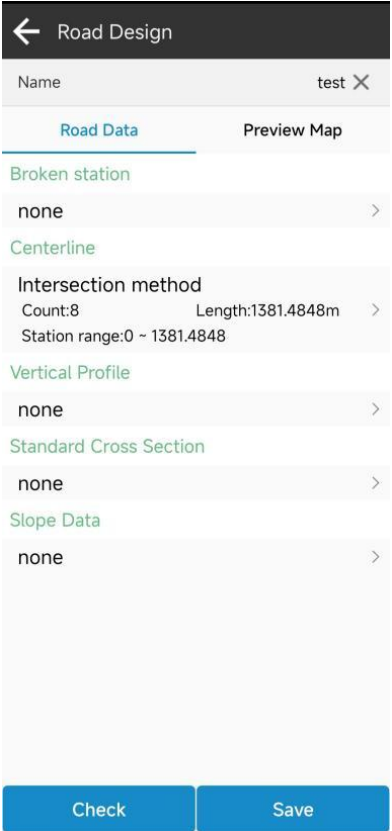 Road Design
Name test
Road Data Preview Map
Broken station
none
Centerline
Intersection method
Count:8 Length:1381.4848m
Station range:0 ~ 1381.4848
Vertical Profile
none
Standard Cross Section
none
Slope Data
none
Check Save